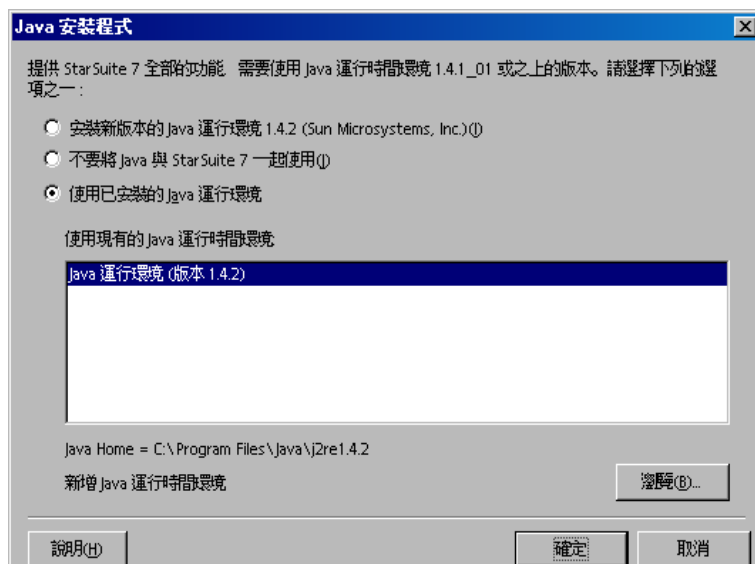 Java 安裝程式
提供 StarSuite 7 全部的功能, 需要使用 Java 運行時間環境 1.4.1_01 或之上的版本。請選擇下列的選
項之一:
安裝新版本的 Java 運行環境 1.4.2 (Sun Microsystems, Inc.)(I)
不要將 Java 與 StarSuite 7 一起使用(J)
使用已安裝的 Java 運行環境
使用現有的 Java 運行時間環境:
Java 運行環境 (版本 1.4.2)
Java Home = C:\Program Files\Java\j2re1.4.2
新增 Java 運行時間環境
瀏覽(B)...
說明(H)
確定
取消